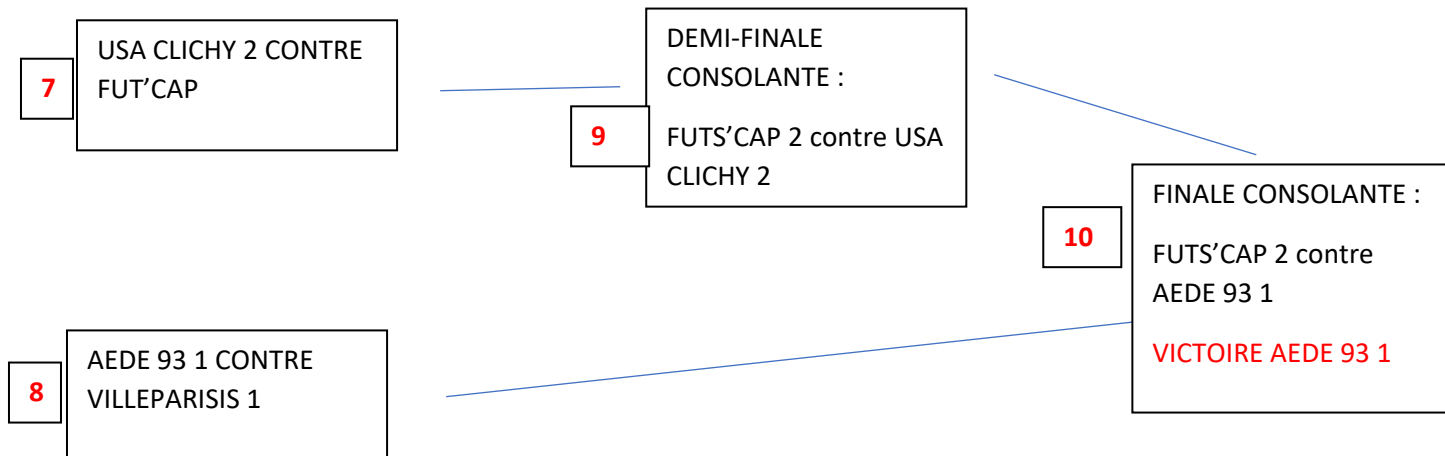 7
USA CLICHY 2 CONTRE
FUT’CAP
9
DEMI-FINALE
CONSOLANTE :
FUTS’CAP 2 contre USA
CLICHY 2
10
FINALE CONSOLANTE :
FUTS’CAP 2 contre
AEDE 93 1
VICTOIRE AEDE 93 1
8
AEDE 93 1 CONTRE
VILLEPARISIS 1